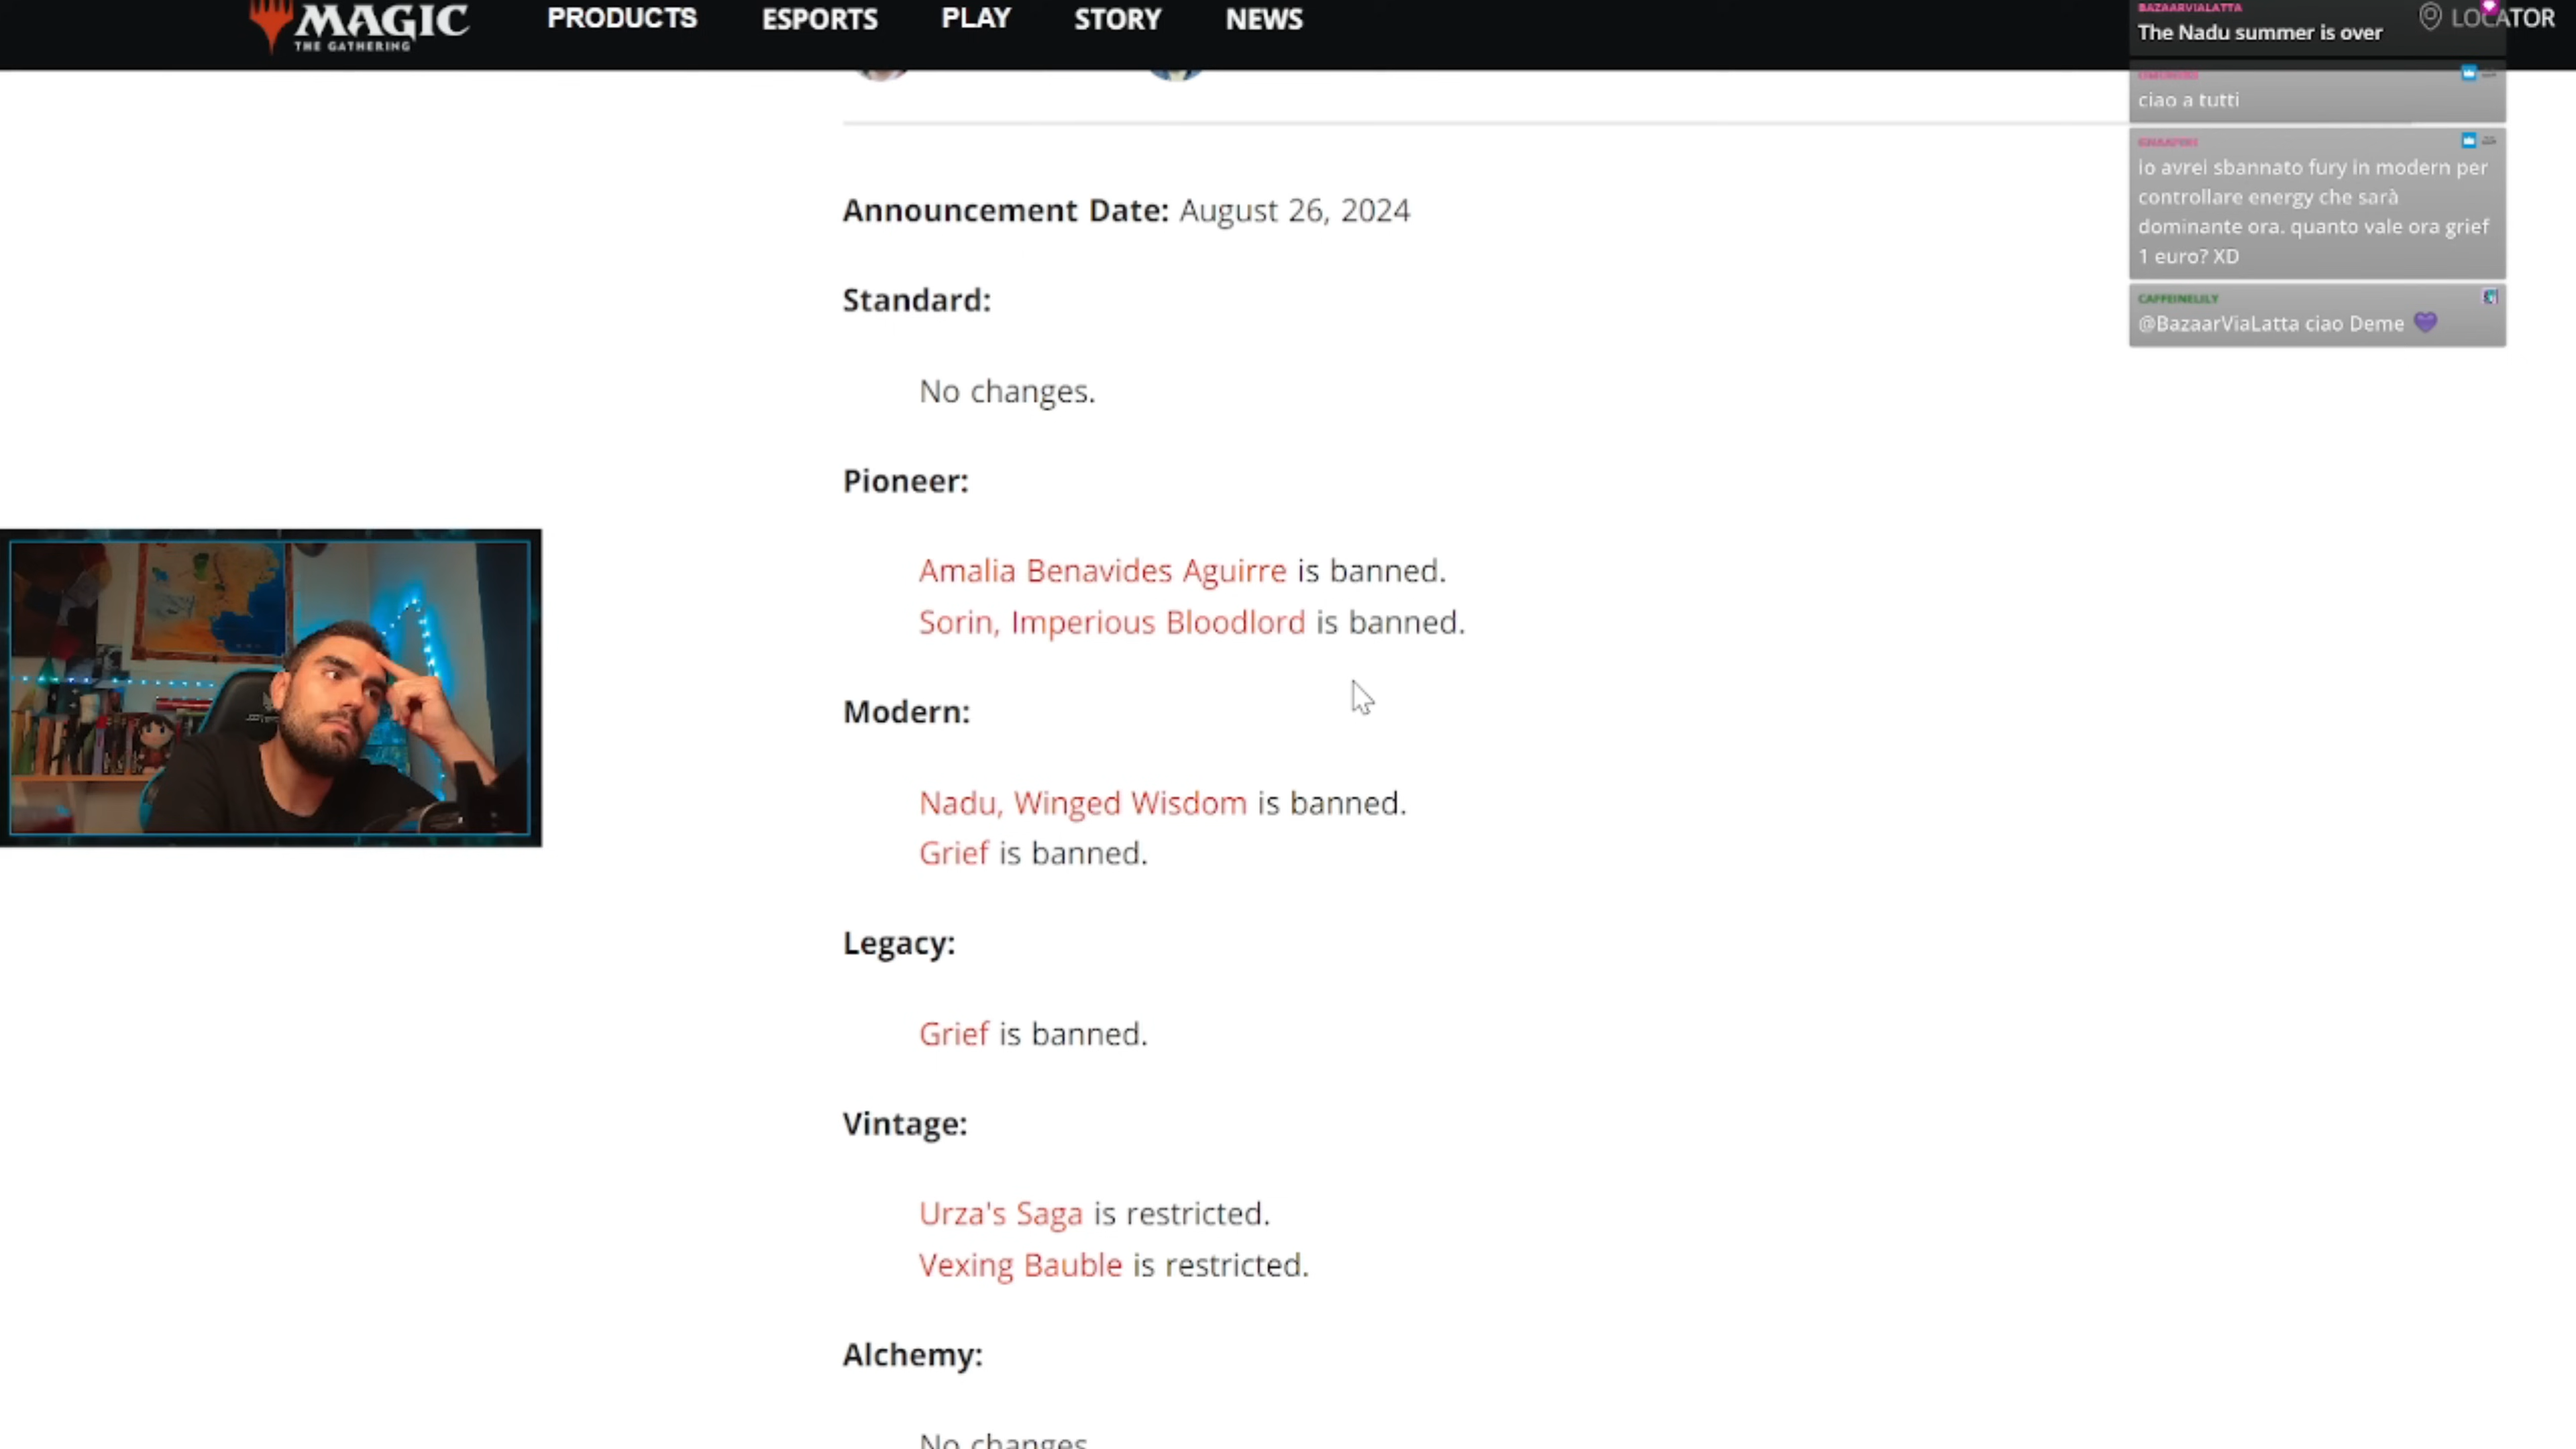 MAGIC
THE GATHERING
PRODUCTS
ESPORTS
PLAY
STORY
NEWS
LOCATOR
BAZAARVIALATTA
The Nadu summer is over
ciao a tutti
io avrei sbannato fury in modern per
controllare energy che sarà
dominante ora. quanto vale ora grief
1 euro? XD
CAFFEINELILY
@BazaarViaLatta ciao Deme 💜
Announcement Date: August 26, 2024
Standard:
No changes.
Pioneer:
Amalia Benavides Aguirre is banned.
Sorin, Imperious Bloodlord is banned.
Modern:
Nadu, Winged Wisdom is banned.
Grief is banned.
Legacy:
Grief is banned.
Vintage:
Urza's Saga is restricted.
Vexing Bauble is restricted.
Alchemy:
No changes